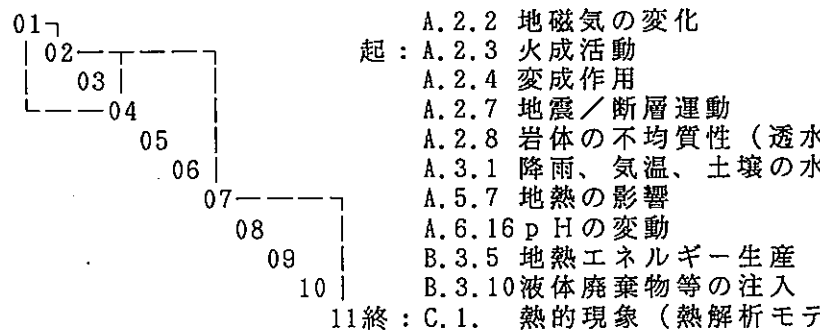 01 A.2.2 地磁気の変化
02 起:A.2.3 火成活動
03 A.2.4 変成作用
04 A.2.7 地震/断層運動
05 A.2.8 岩体の不均質性(透水
06 A.3.1 降雨、気温、土壌の水
07 A.5.7 地熱の影響
08 A.6.16pHの変動
09 B.3.5 地熱エネルギー生産
10 B.3.10液体廃棄物等の注入
11終:C.1. 熱的現象(熱解析モデ